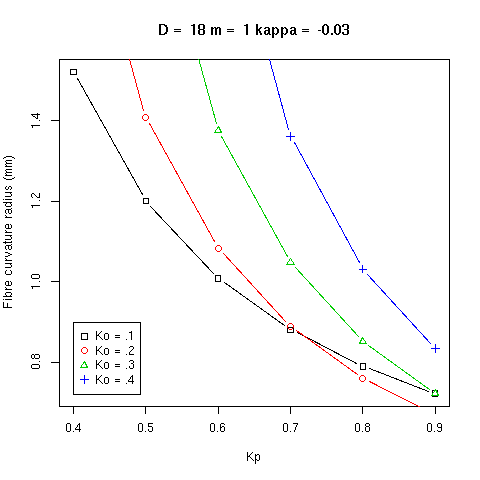 D = 18 m = 1 kappa = -0.03
Fibre curvature radius (mm)
1.4
1.2
1.0
0.8
Ko = .1
Ko = .2
Ko = .3
Ko = .4
0.4 0.5 0.6 0.7 0.8 0.9
Kp